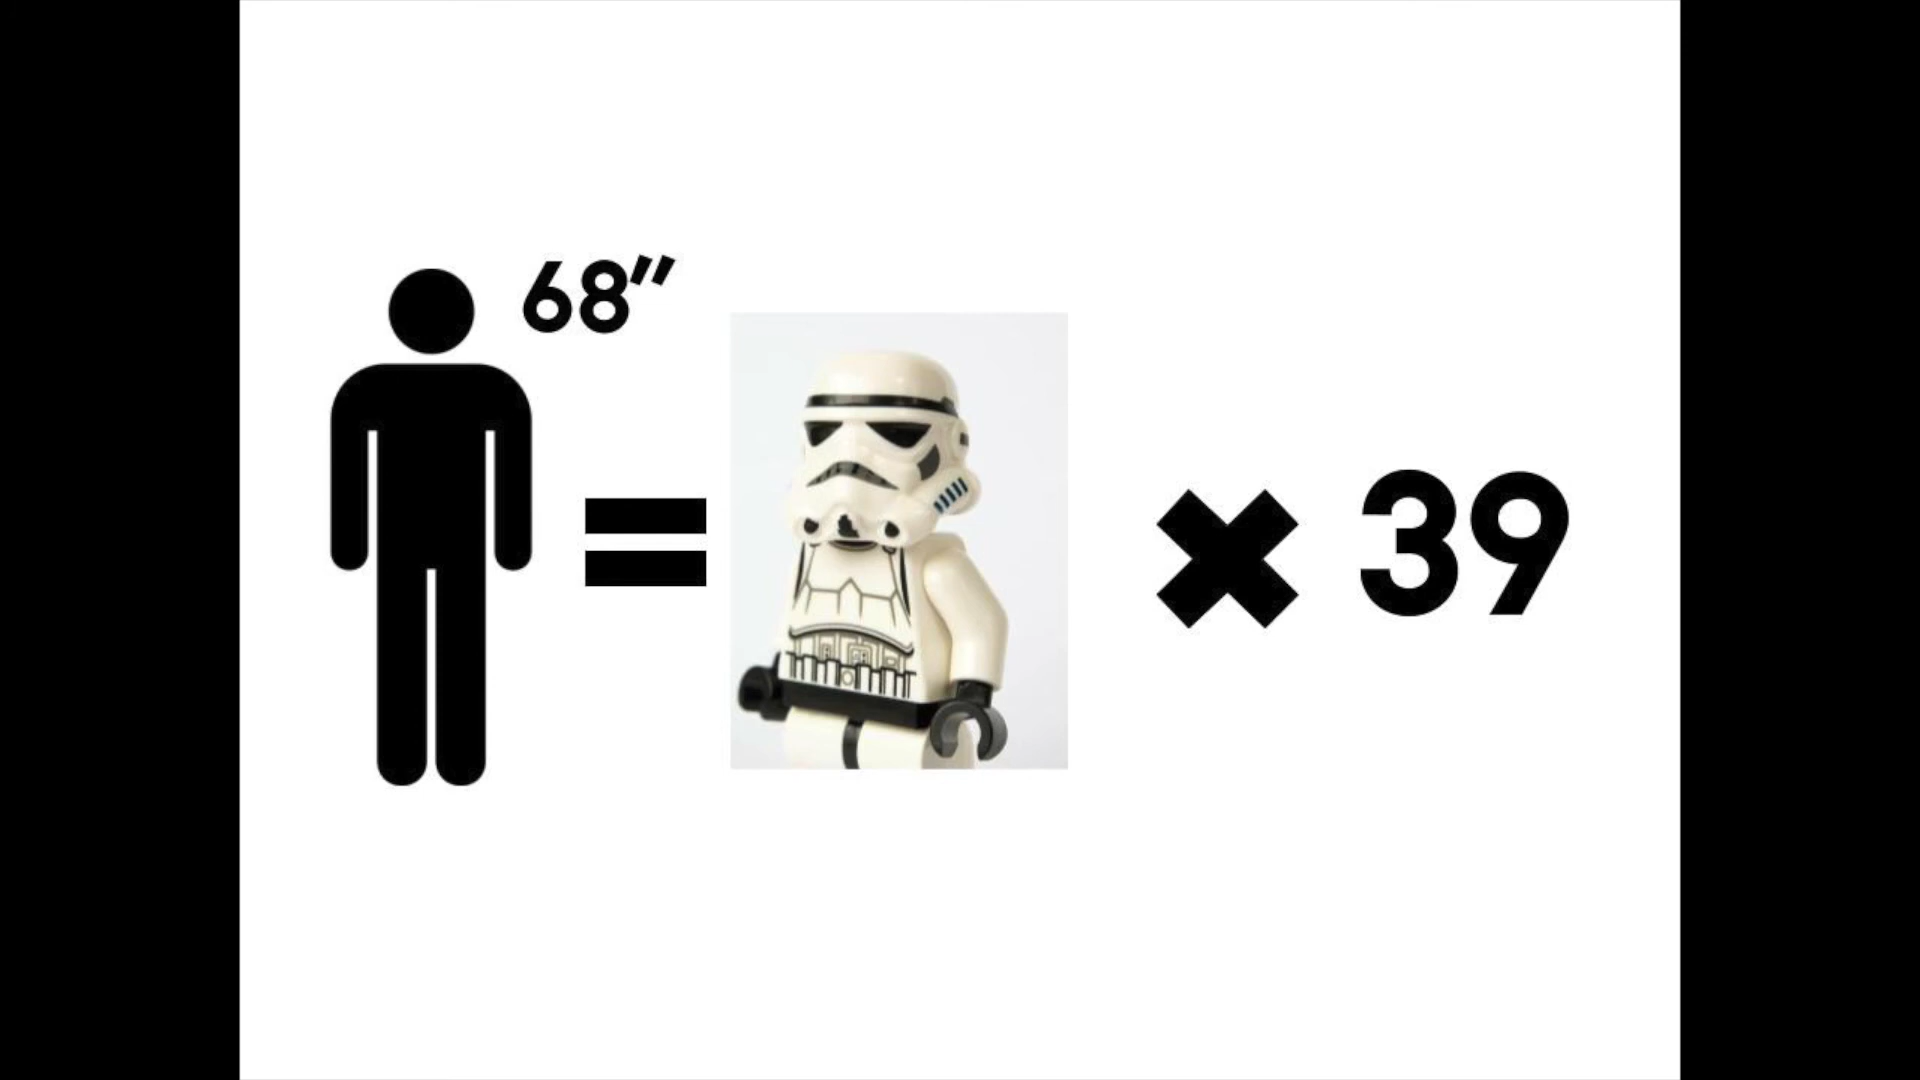 68”
= × 39